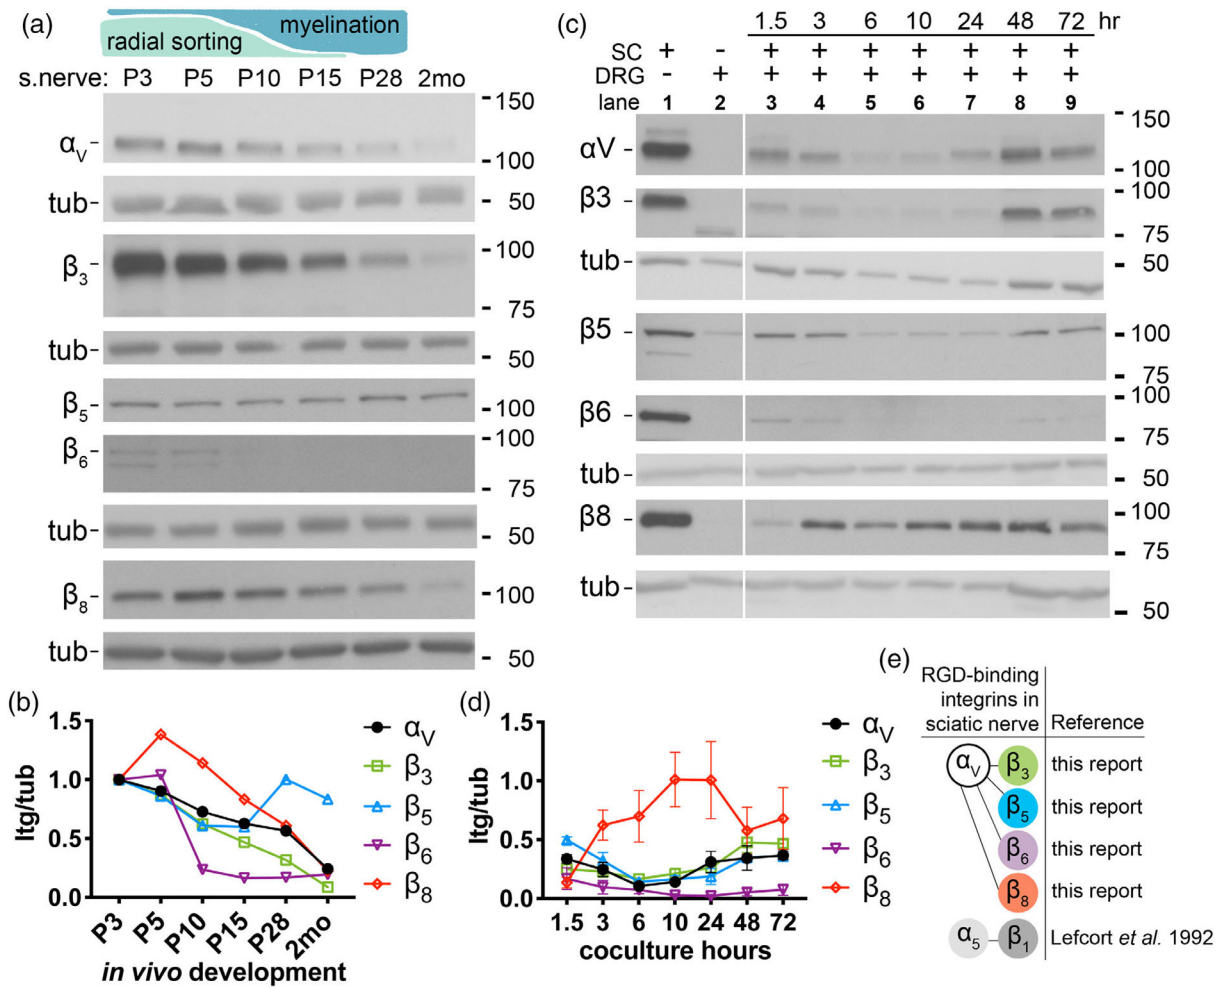 (a)
myelination
radial sorting
s.nerve: P3 P5 P10 P15 P28 2mo
αV- - 150
- 100
tub- - 50
β3- - 100
- 75
tub- - 50
β5- - 100
β6- - 100
- 75
tub- - 50
β8- - 100
tub- - 50
(b)
1.5
1.0
0.5
0.0
Itg/tub
P3 P5 P10 P15 P28 2mo
in vivo development
αV
β3
β5
β6
β8
(c)
1.5 3 6 10 24 48 72 hr
SC + - + + + + + + +
DRG - + + + + + + + +
lane 1 2 3 4 5 6 7 8 9
αV - - 150
- 100
β3 - - 100
- 75
tub - - 50
β5 - - 100
- 75
β6 - - 100
- 75
tub - - 50
β8 - - 100
- 75
tub - - 50
(d)
1.5
1.0
0.5
0.0
Itg/tub
1.5 3 6 10 24 48 72
coculture hours
αV
β3
β5
β6
β8
(e)
RGD-binding
integrins in
sciatic nerve Reference
αV β3 this report
β5 this report
β6 this report
β8 this report
α5 β1 Lefcort et al. 1992